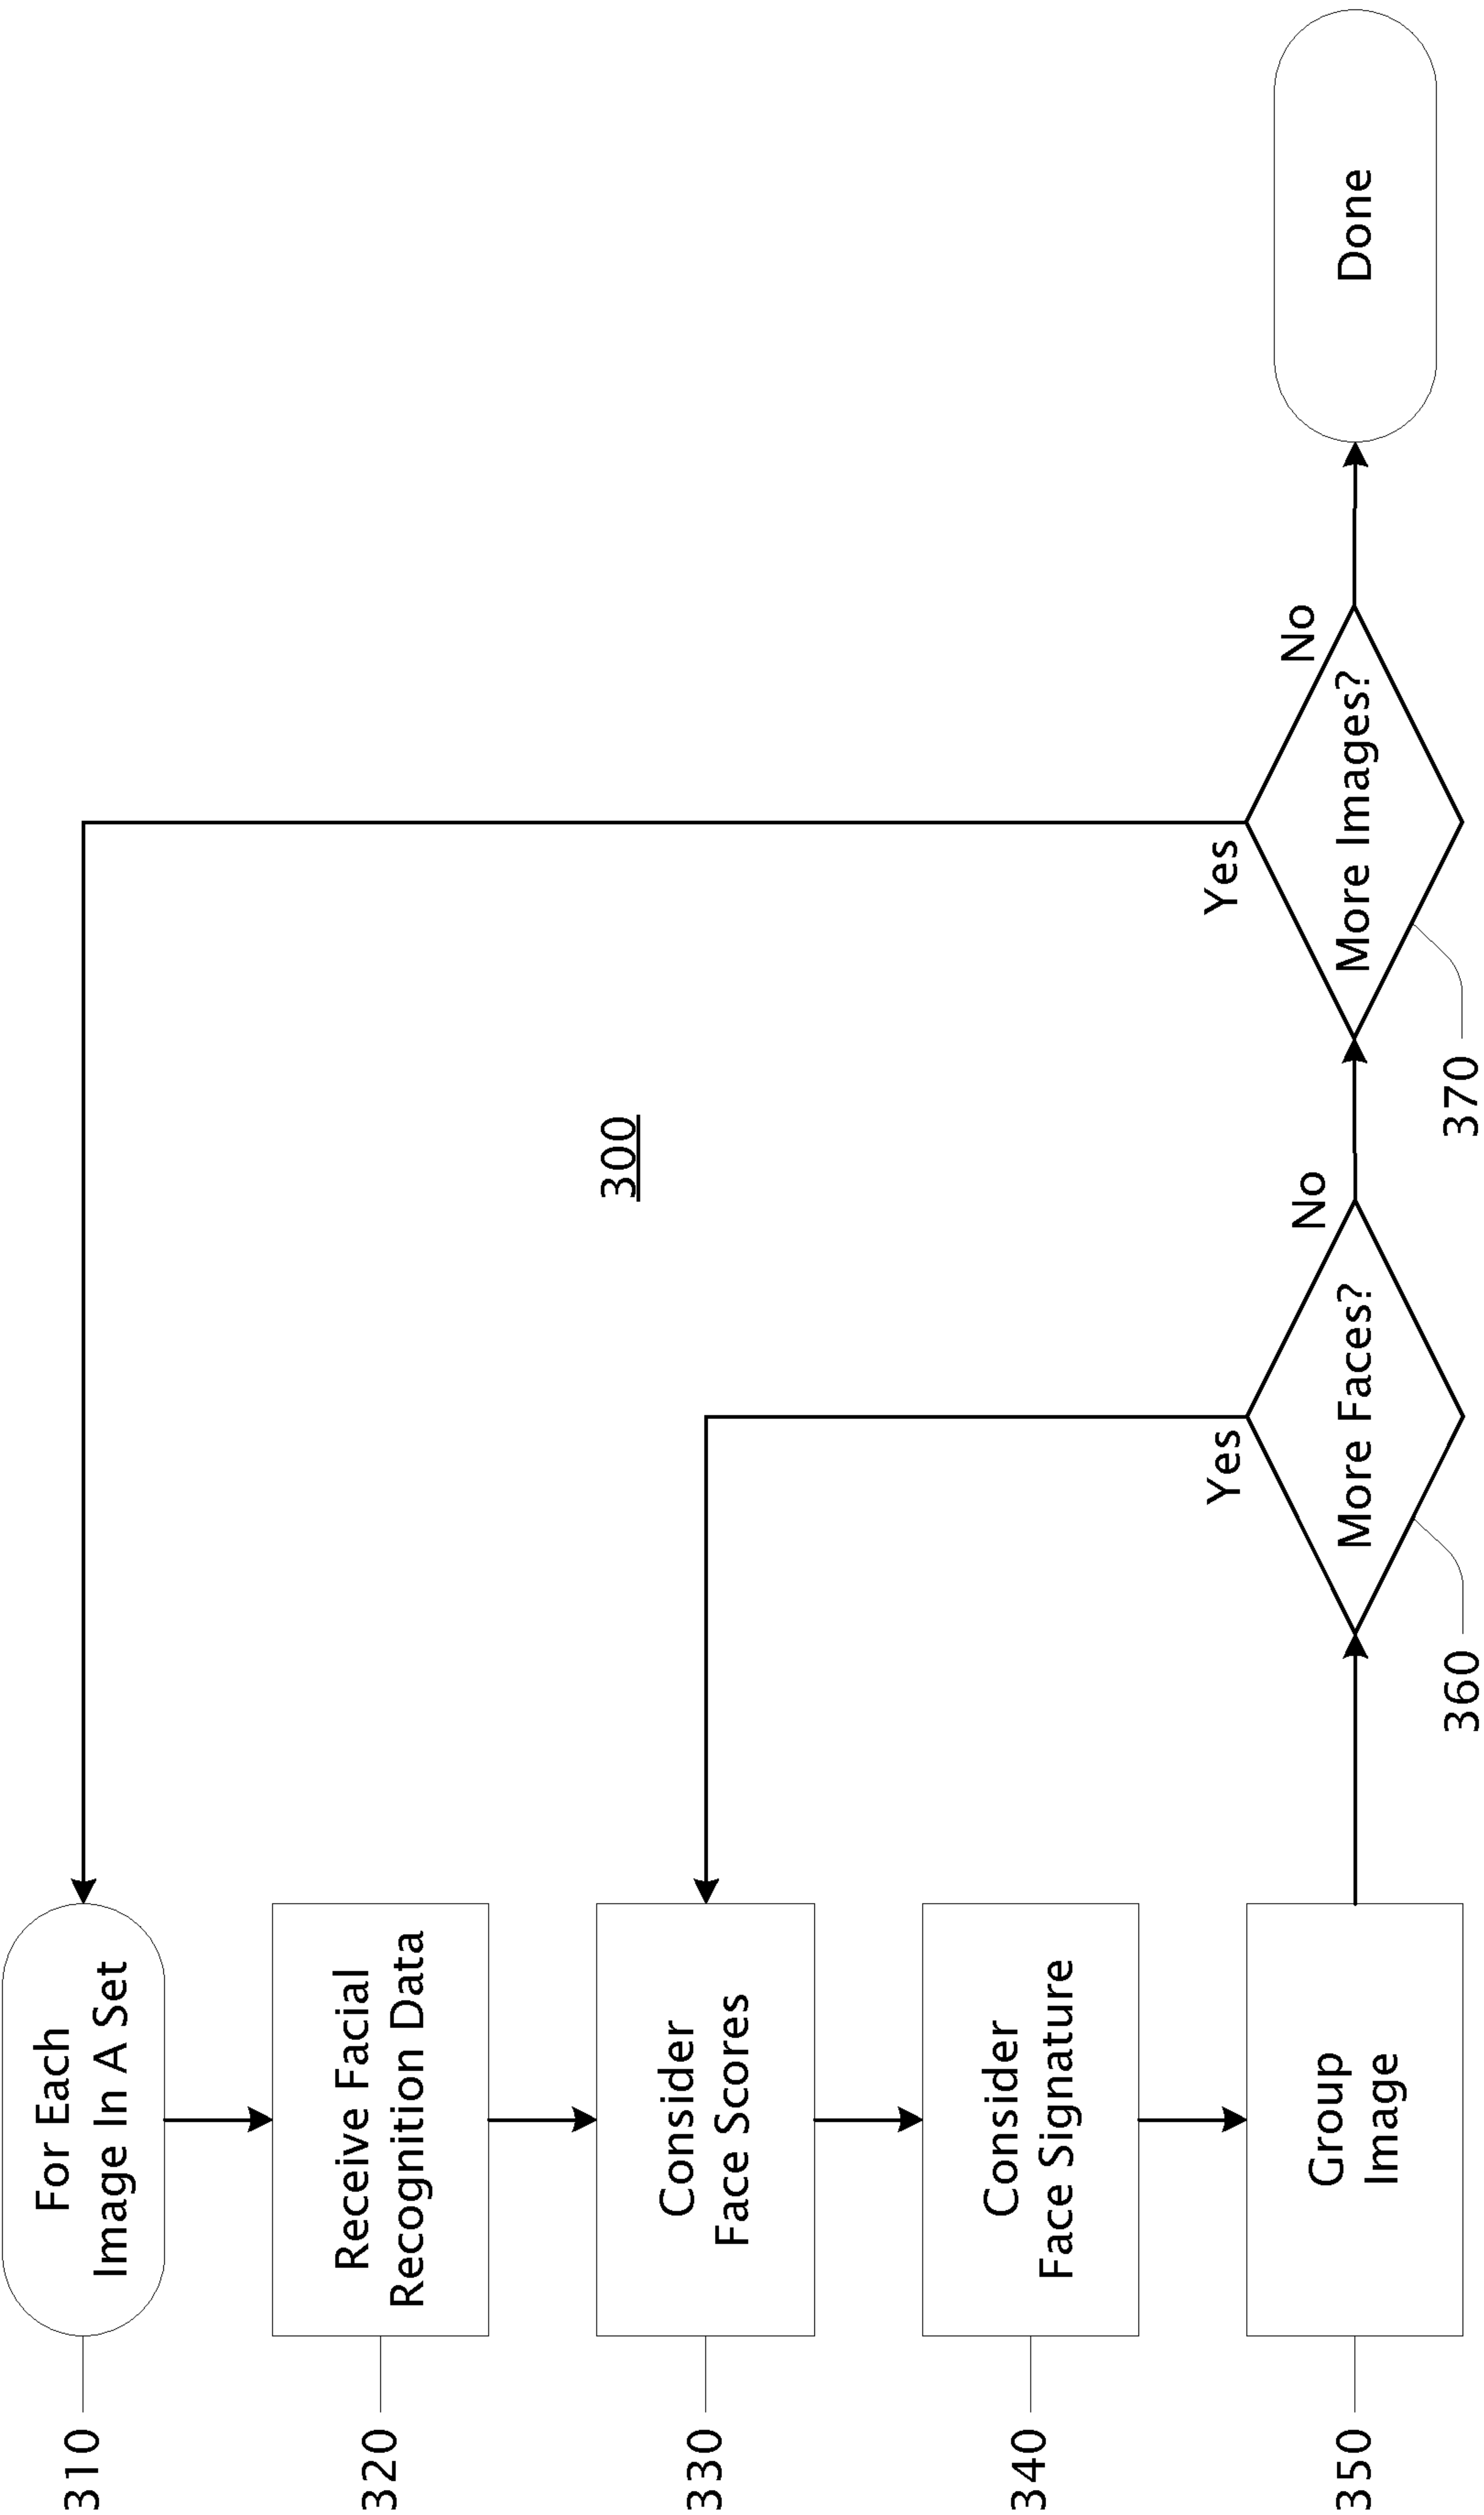 310
For Each
Image In A Set
320
Receive Facial
Recognition Data
330
Consider
Face Scores
300
340
Consider
Face Signature
350
Group
Image
Yes
More Faces?
No
360
Yes
More Images?
No
370
Done